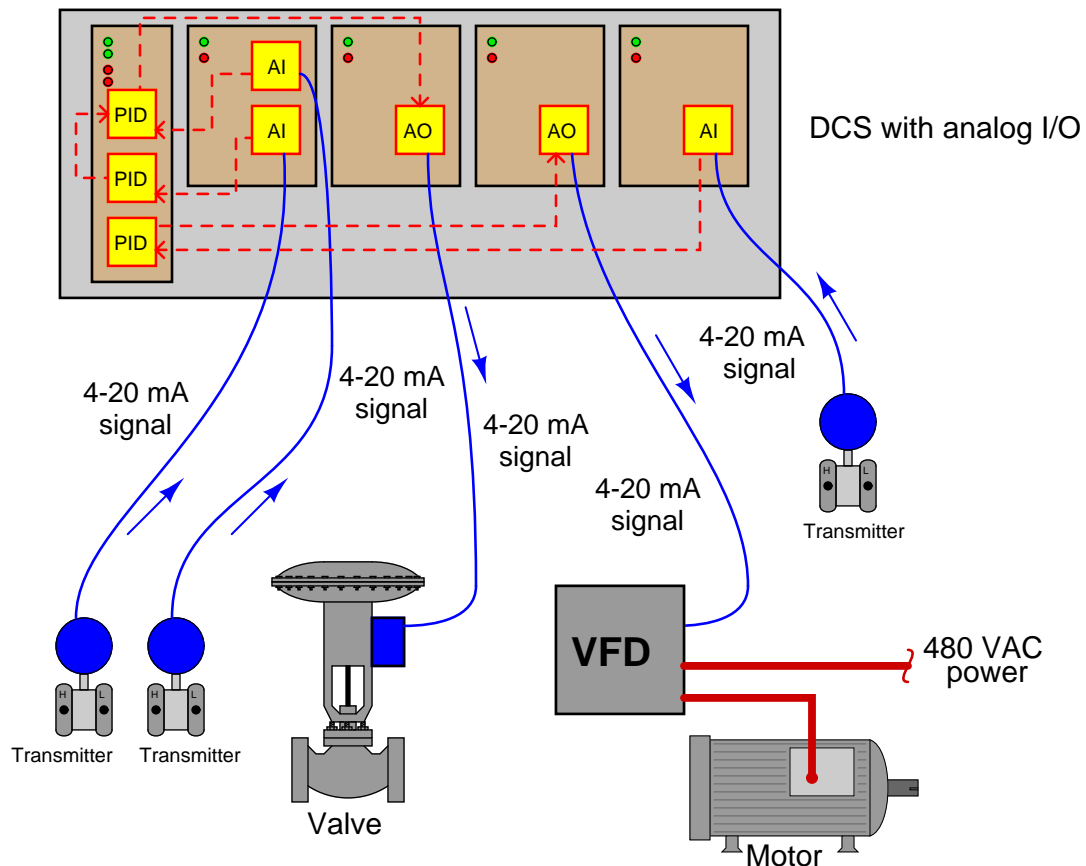 AI
PID
AI
AO
AO
AI
DCS with analog I/O
PID
PID
4-20 mA
signal
4-20 mA
signal
4-20 mA
signal
4-20 mA
signal
4-20 mA
signal
H
L
Transmitter
VFD
480 VAC
power
H
L
H
L
Transmitter
Transmitter
Valve
Motor